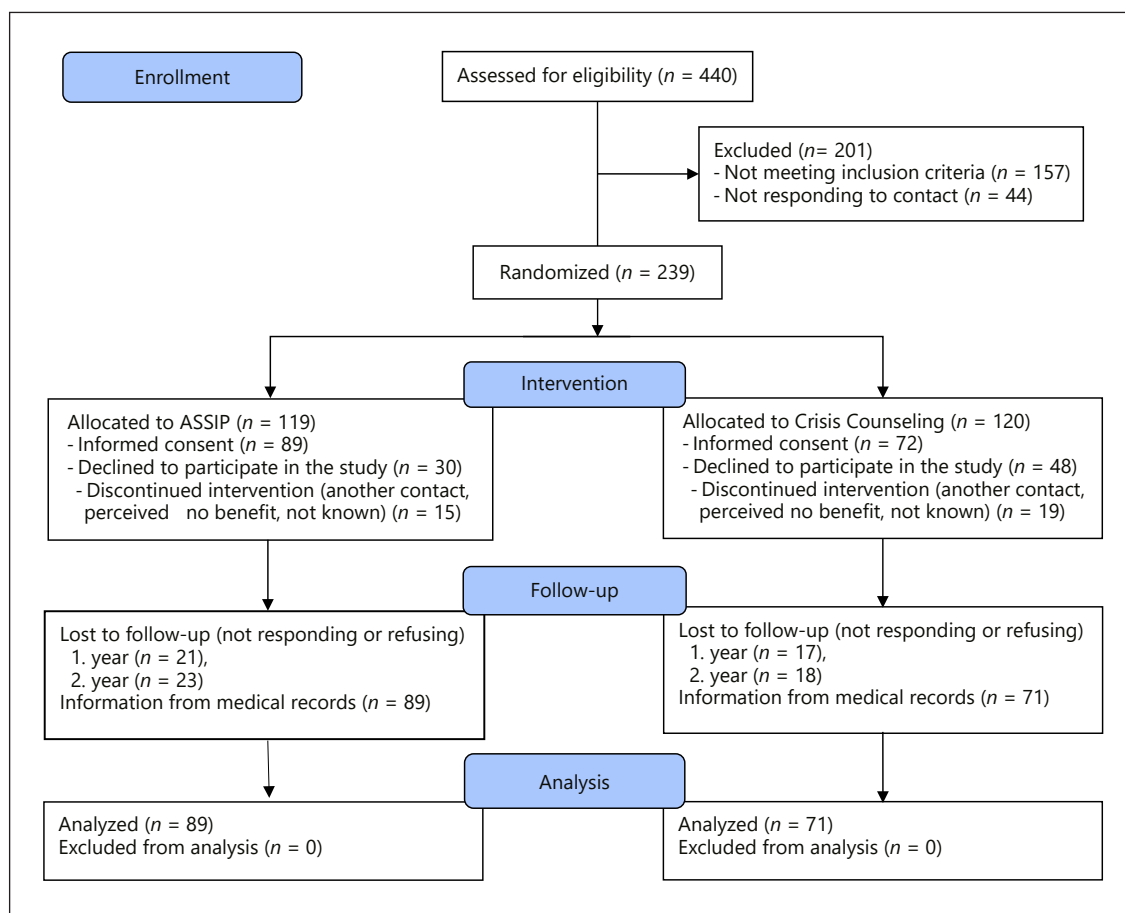 Enrollment
Assessed for eligibility (n = 440)
Excluded (n= 201)
- Not meeting inclusion criteria (n = 157)
- Not responding to contact (n = 44)
Randomized (n = 239)
Intervention
Allocated to ASSIP (n = 119)
- Informed consent (n = 89)
- Declined to participate in the study (n = 30)
- Discontinued intervention (another contact,
perceived no benefit, not known) (n = 15)
Allocated to Crisis Counseling (n = 120)
- Informed consent (n = 72)
- Declined to participate in the study (n = 48)
- Discontinued intervention (another contact,
perceived no benefit, not known) (n = 19)
Follow-up
Lost to follow-up (not responding or refusing)
1. year (n = 21),
2. year (n = 23)
Information from medical records (n = 89)
Lost to follow-up (not responding or refusing)
1. year (n = 17),
2. year (n = 18)
Information from medical records (n = 71)
Analysis
Analyzed (n = 89)
Excluded from analysis (n = 0)
Analyzed (n = 71)
Excluded from analysis (n = 0)